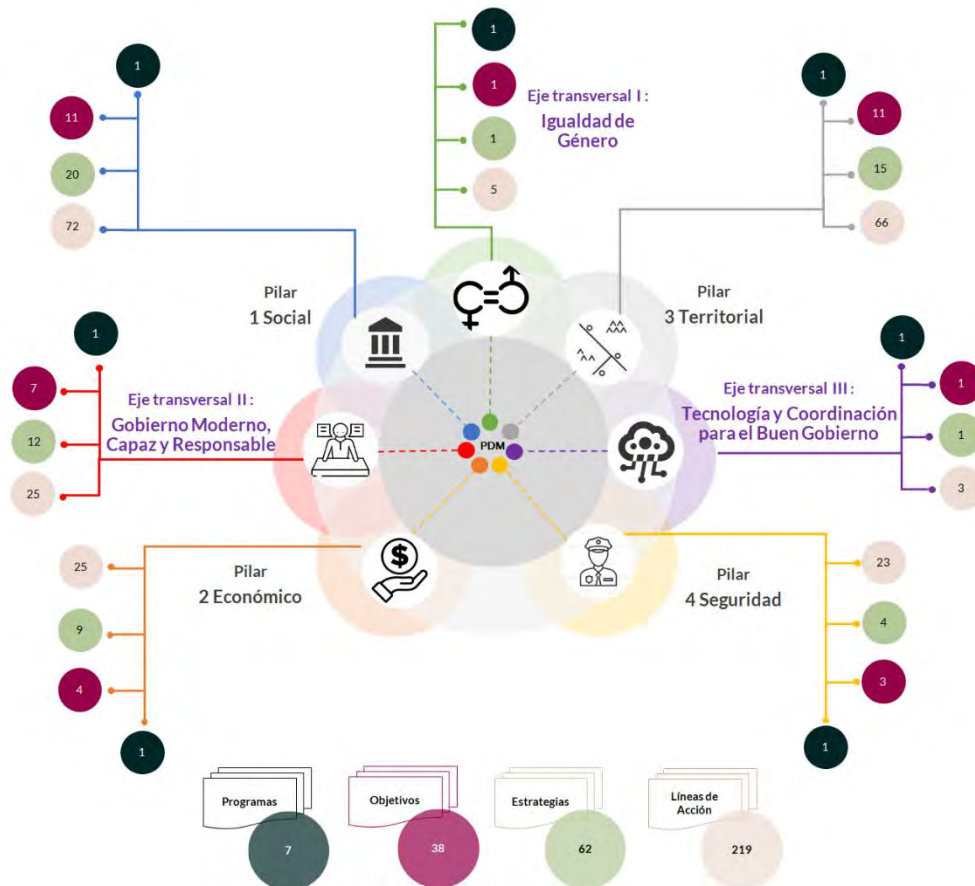 1
11
20
72
1
1
1
5
Eje transversal I :
Igualdad de
Género
1
11
15
66
Pilar
1 Social
Pilar
3 Territorial
1
7
12
25
Eje transversal II :
Gobierno Moderno,
Capaz y Responsable
PDM
Eje transversal III :
Tecnología y Coordinación
para el Buen Gobierno
1
1
1
3
25
9
4
1
Pilar
2 Económico
$
Pilar
4 Seguridad
23
4
3
1
Programas
7
Objetivos
38
Estrategias
62
Líneas de
Acción
219